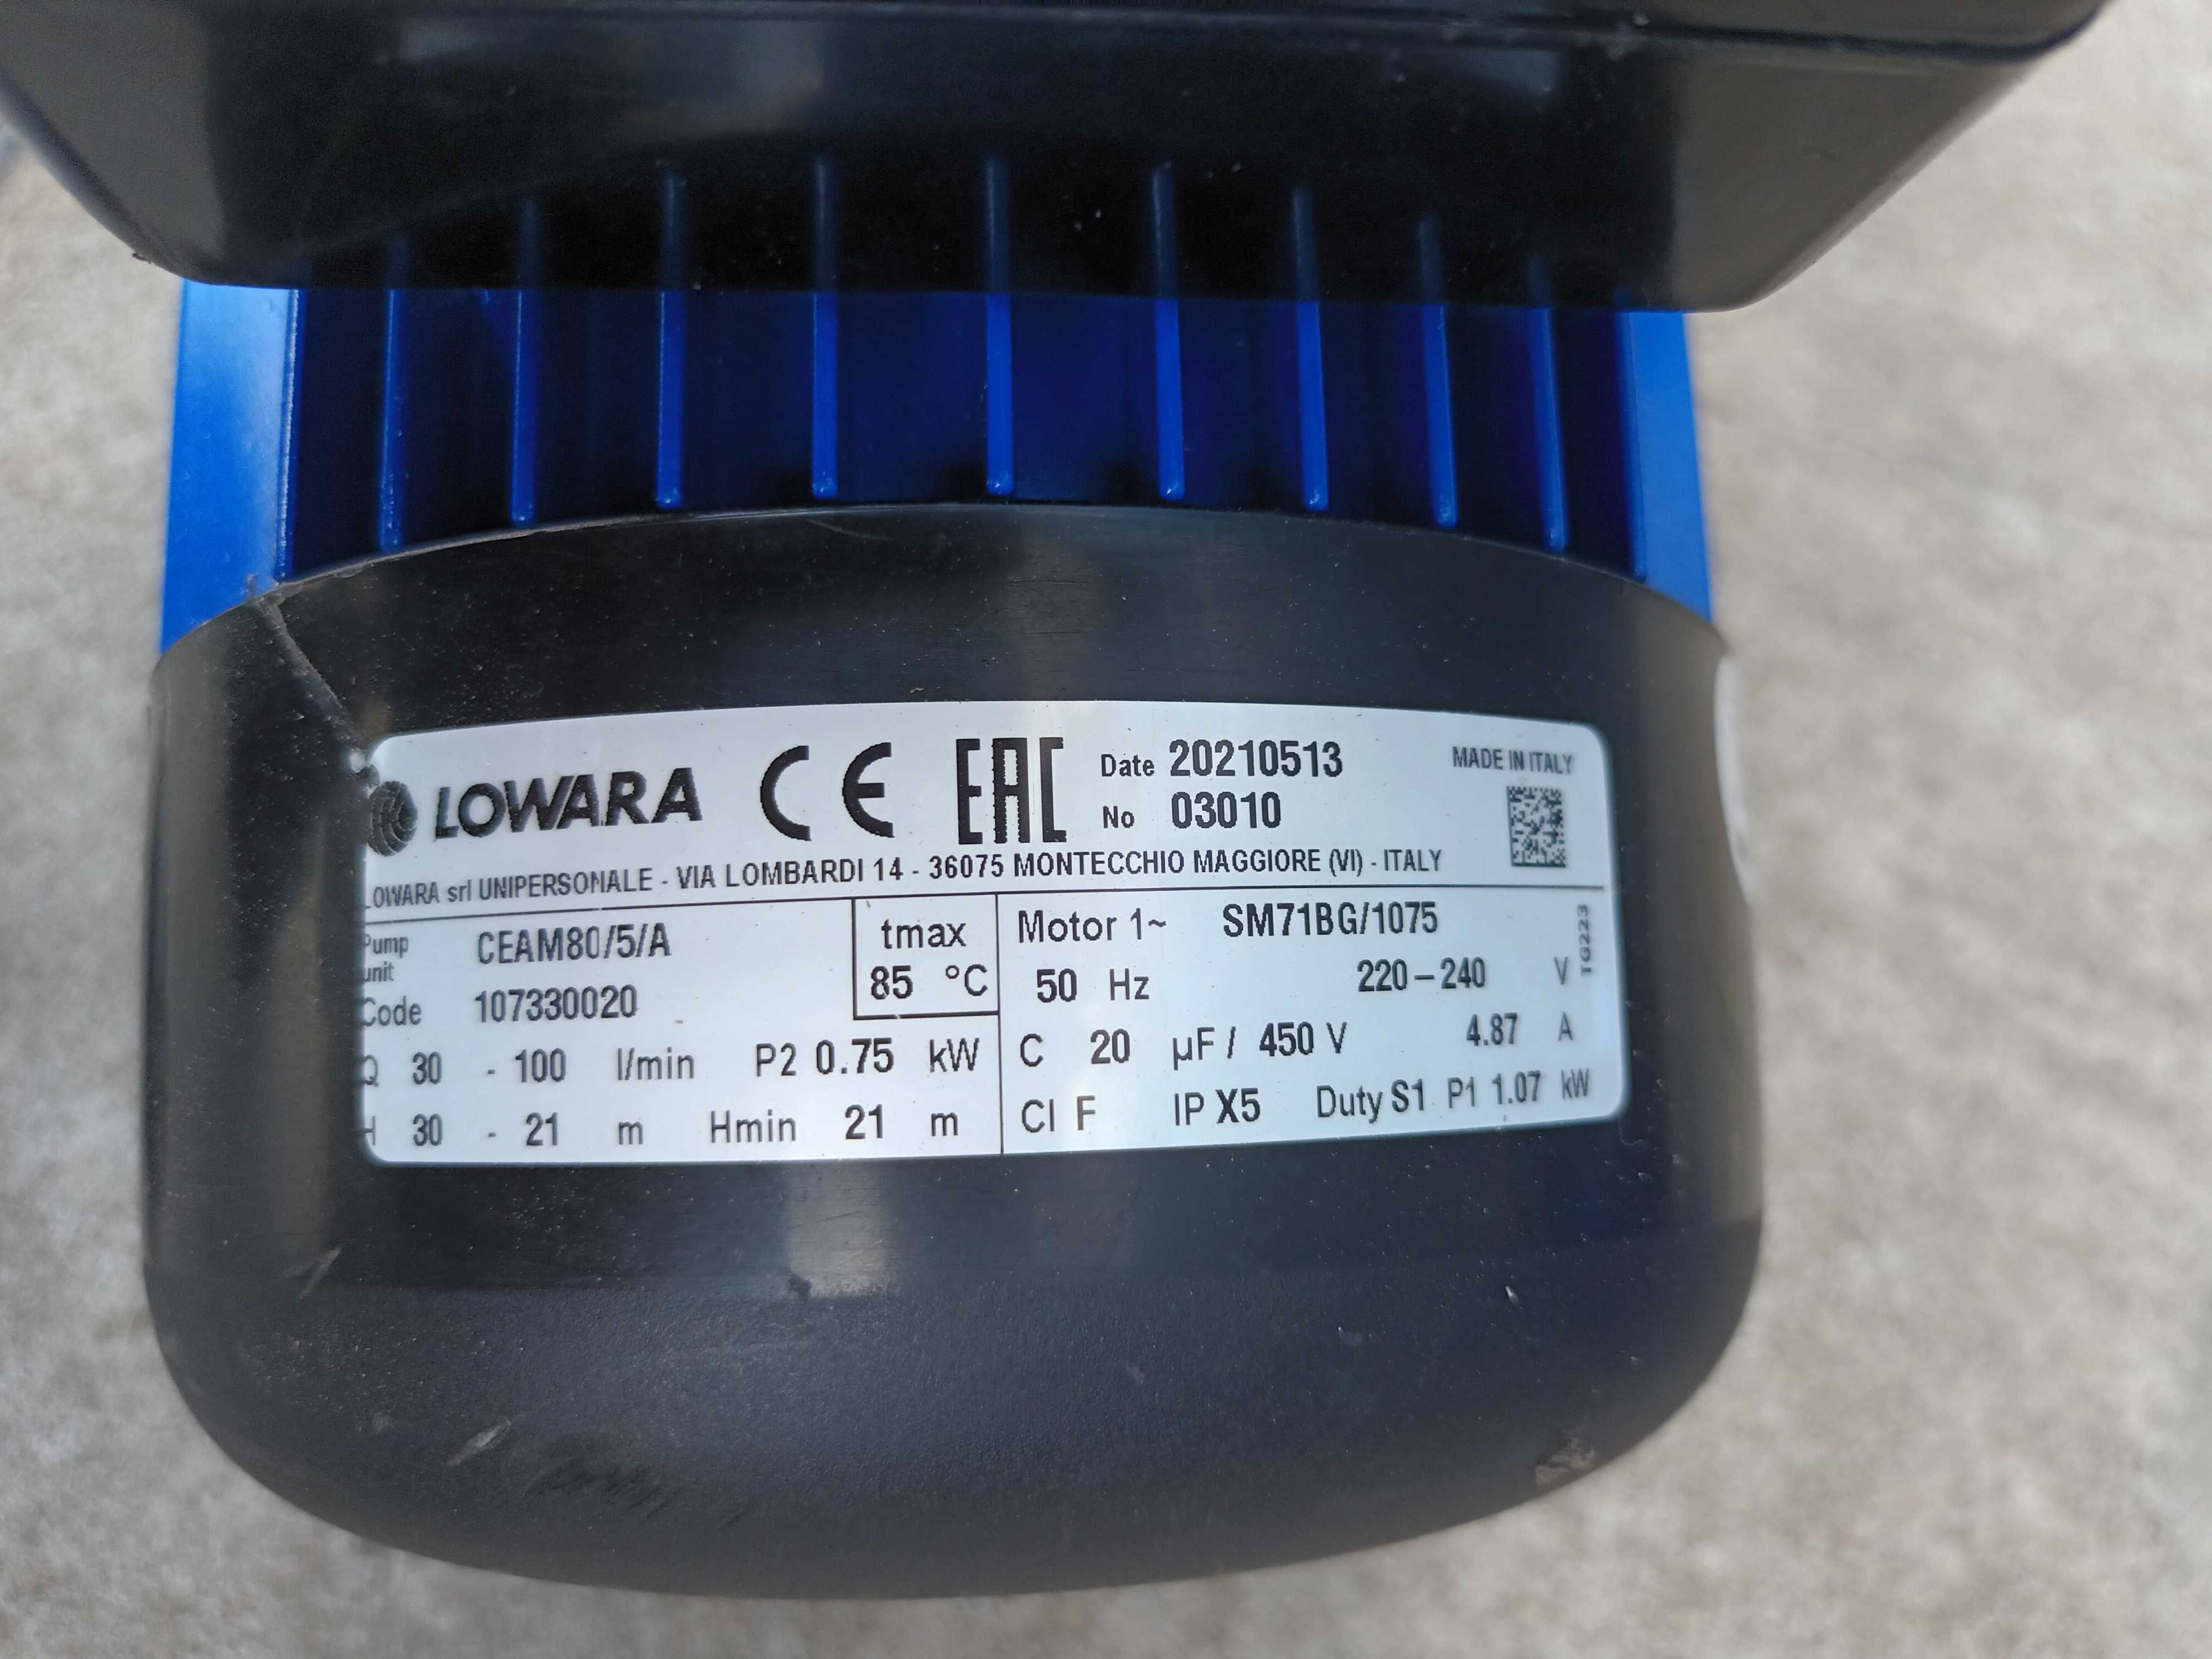 LOWARA CE EAC Date 20210513 MADE IN ITALY
No 03010
LOWARA srl UNIPERSONALE - VIA LOMBARDI 14 - 36075 MONTECCHIO MAGGIORE (VI) - ITALY
Pump unit CEAM80/5/A
Code 107330020
tmax
85 °C
Q 30 - 100 l/min P2 0.75 kW
H 30 - 21 m Hmin 21 m
Motor 1~ SM71BG/1075
50 Hz 220-240 V
C 20 µF / 450 V 4.87 A
Cl F IP X5 Duty S1 P1 1.07 kW
TG223